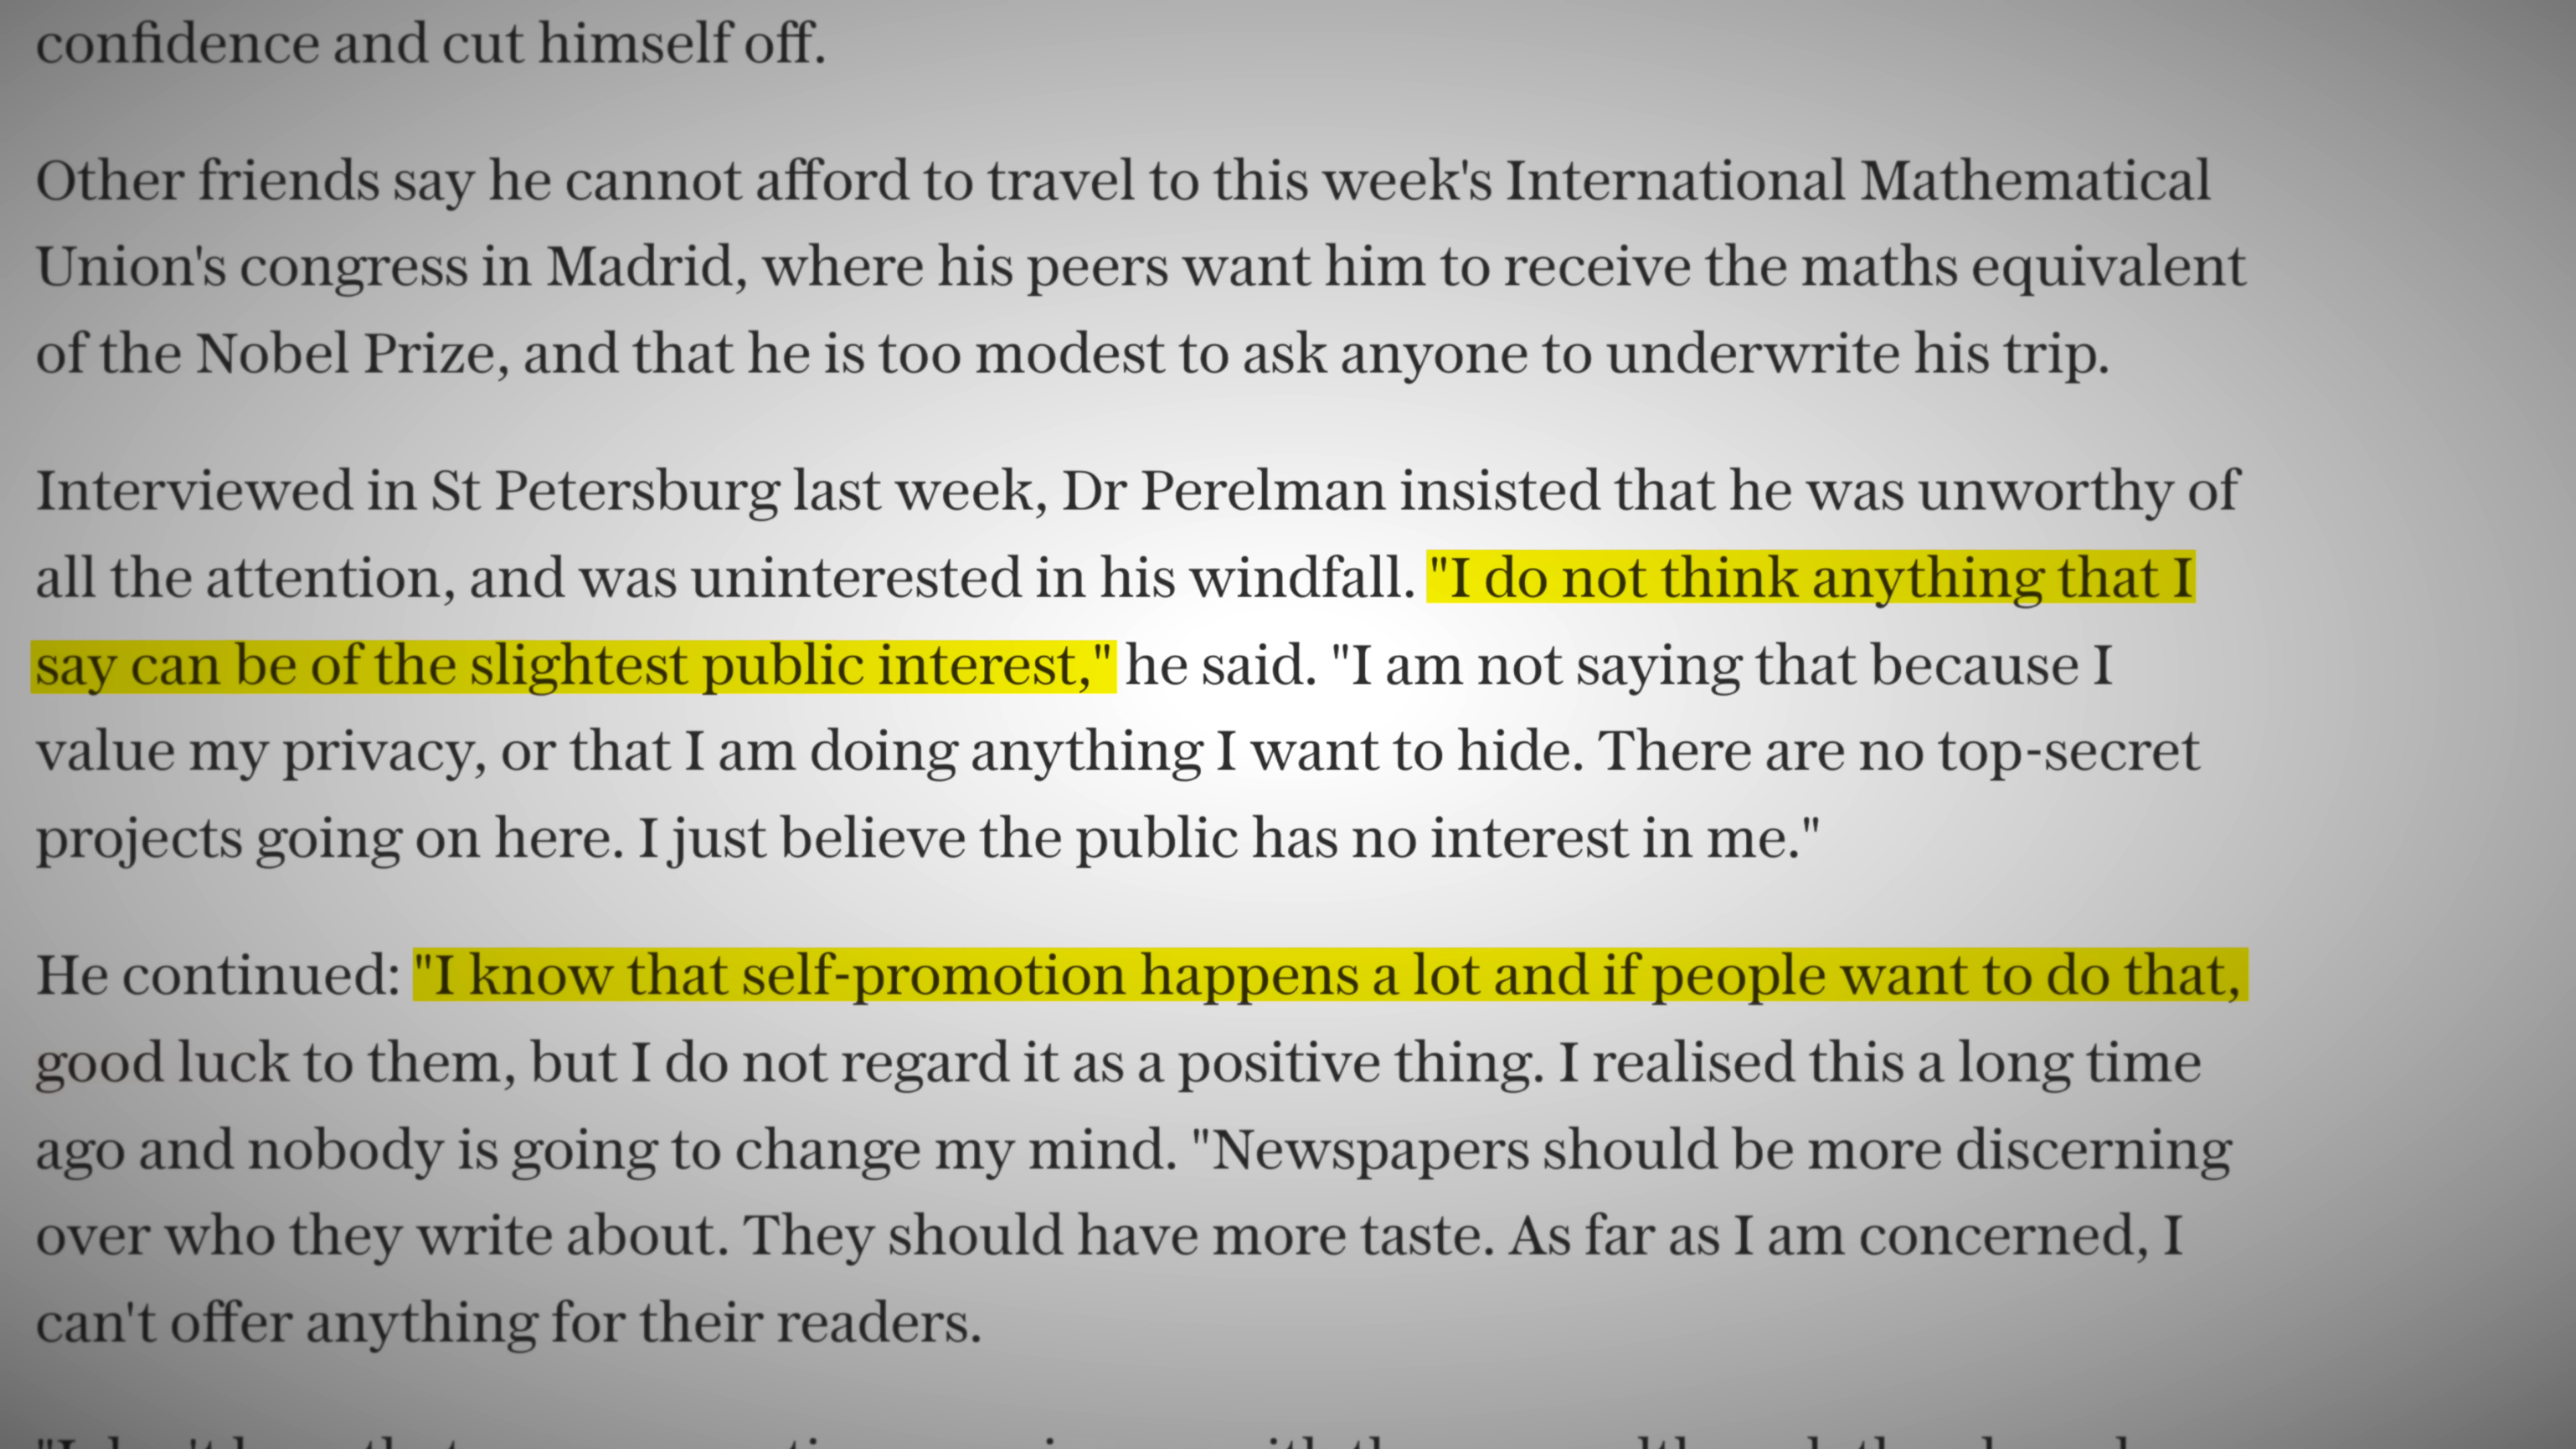 confidence and cut himself off.
Other friends say he cannot afford to travel to this week's International Mathematical
Union's congress in Madrid, where his peers want him to receive the maths equivalent
of the Nobel Prize, and that he is too modest to ask anyone to underwrite his trip.
Interviewed in St Petersburg last week, Dr Perelman insisted that he was unworthy of
all the attention, and was uninterested in his windfall. "I do not think anything that I
say can be of the slightest public interest," he said. "I am not saying that because I
value my privacy, or that I am doing anything I want to hide. There are no top-secret
projects going on here. I just believe the public has no interest in me."
He continued: "I know that self-promotion happens a lot and if people want to do that,
good luck to them, but I do not regard it as a positive thing. I realised this a long time
ago and nobody is going to change my mind. "Newspapers should be more discerning
over who they write about. They should have more taste. As far as I am concerned, I
can't offer anything for their readers.